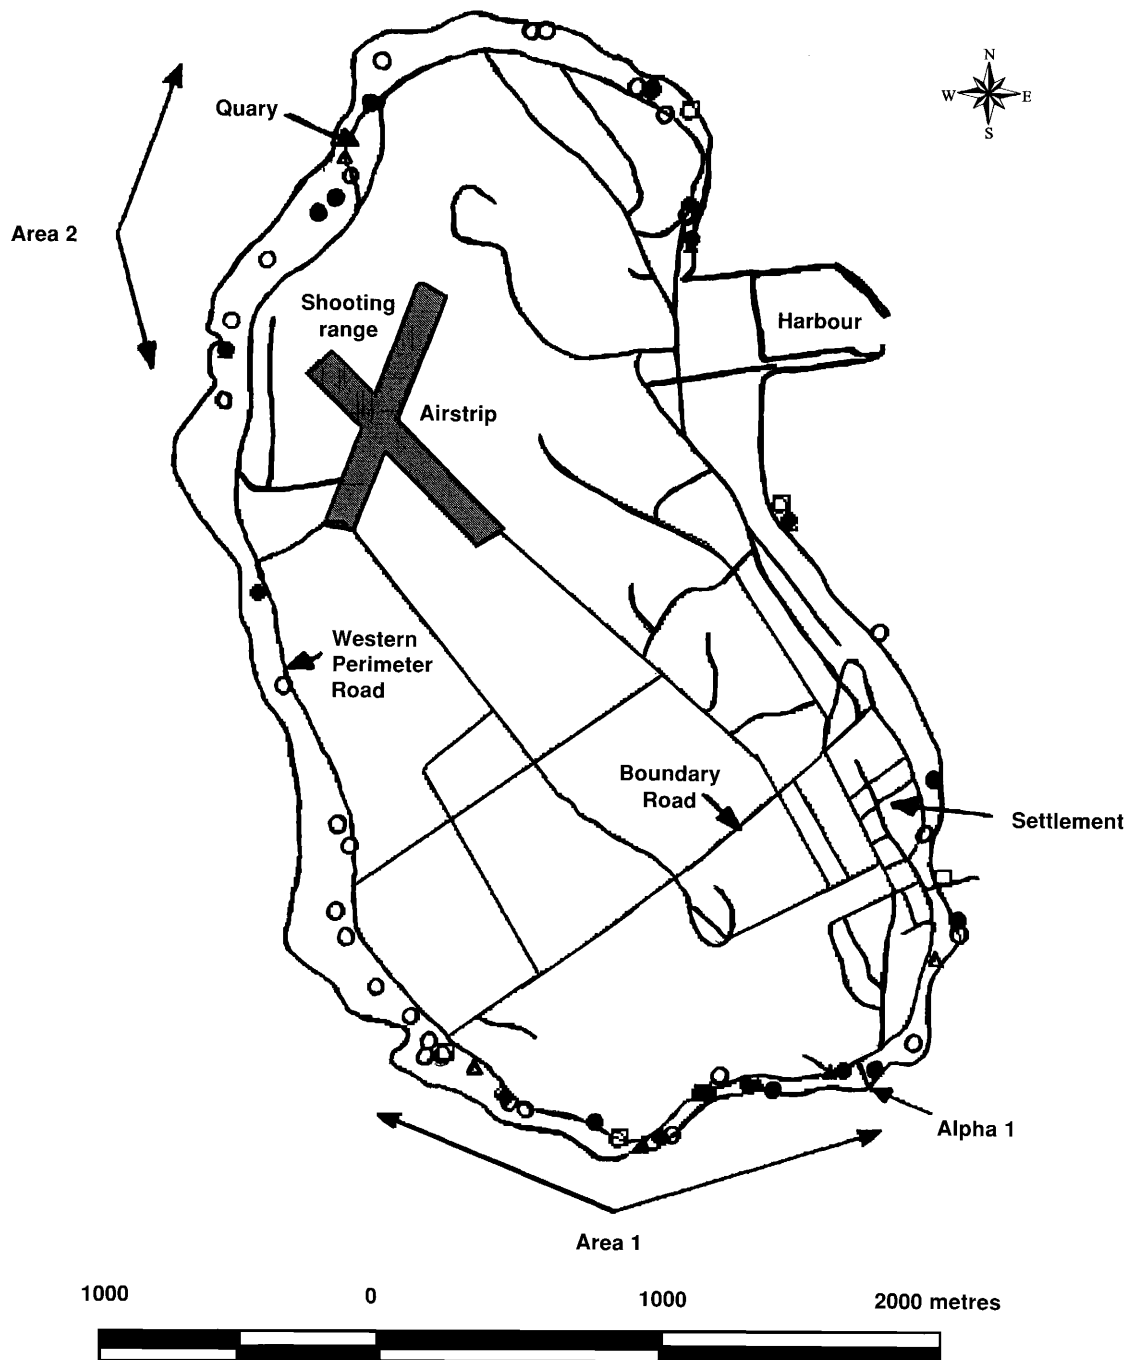 N
W E
S
Quary
Area 2
Shooting
range
Harbour
Airstrip
Western
Perimeter
Road
Boundary
Road
Settlement
Alpha 1
Area 1
1000 0 1000 2000 metres